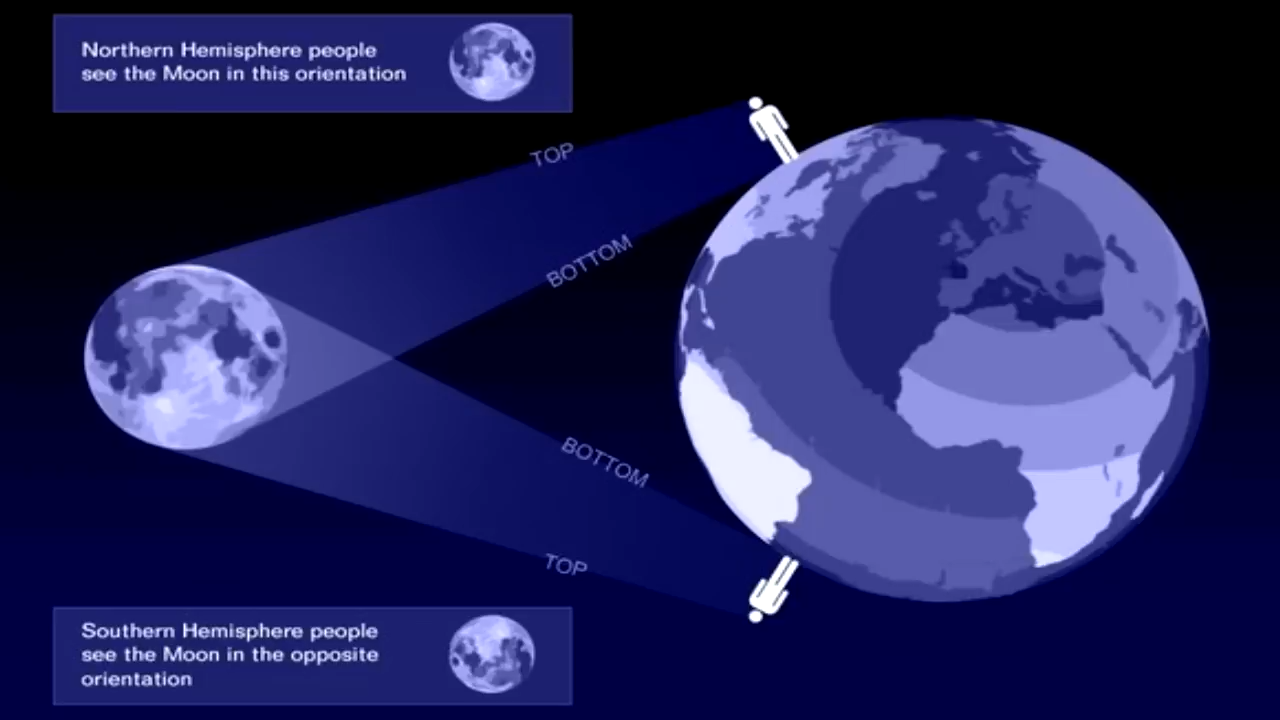 Northern Hemisphere people
see the Moon in this orientation
TOP
BOTTOM
BOTTOM
TOP
Southern Hemisphere people
see the Moon in the opposite
orientation